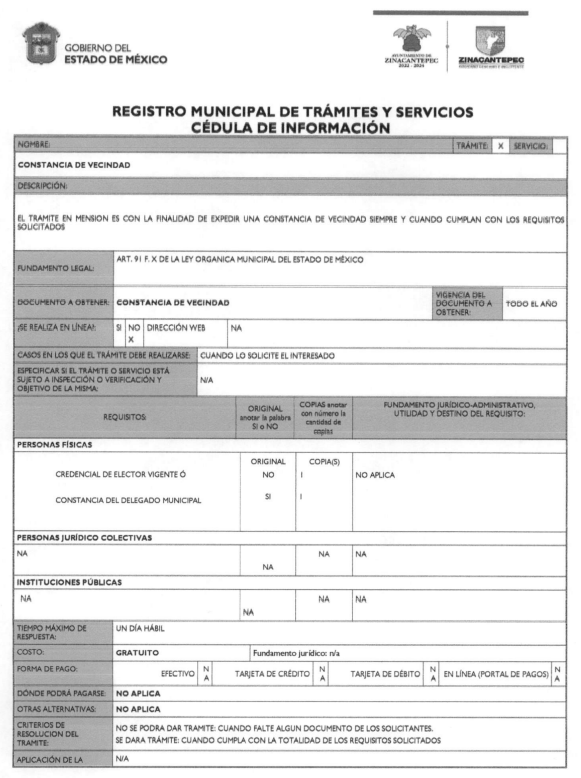 GOBIERNO DEL
ESTADO DE MÉXICO
AYUNTAMIENTO DE
ZINACANTEPEC
2022 - 2024
ZINACANTEPEC
REGISTRO MUNICIPAL DE TRÁMITES Y SERVICIOS
CÉDULA DE INFORMACIÓN
NOMBRE: TRÁMITE: X SERVICIO:
CONSTANCIA DE VECINDAD
DESCRIPCIÓN:
EL TRAMITE EN MENSION ES CON LA FINALIDAD DE EXPEDIR UNA CONSTANCIA DE VECINDAD SIEMPRE Y CUANDO CUMPLAN CON LOS REQUISITOS
SOLICITADOS
FUNDAMENTO LEGAL: ART. 91 F. X DE LA LEY ORGANICA MUNICIPAL DEL ESTADO DE MÉXICO
DOCUMENTO A OBTENER: CONSTANCIA DE VECINDAD VIGENCIA DEL DOCUMENTO A OBTENER: TODO EL AÑO
¿SE REALIZA EN LÍNEA?: SI NO X DIRECCIÓN WEB NA
CASOS EN LOS QUE EL TRÁMITE DEBE REALIZARSE: CUANDO LO SOLICITE EL INTERESADO
ESPECIFICAR SI EL TRÁMITE O SERVICIO ESTÁ
SUJETO A INSPECCIÓN O VERIFICACIÓN Y
OBJETIVO DE LA MISMA: N/A
REQUISITOS: ORIGINAL anotar la palabra SI o NO COPIAS anotar con número la cantidad de copias FUNDAMENTO JURÍDICO-ADMINISTRATIVO, UTILIDAD Y DESTINO DEL REQUISITO:
PERSONAS FÍSICAS
ORIGINAL COPIA(S)
CREDENCIAL DE ELECTOR VIGENTE Ó NO 1 NO APLICA
CONSTANCIA DEL DELEGADO MUNICIPAL SI 1
PERSONAS JURÍDICO COLECTIVAS
NA NA NA NA
INSTITUCIONES PÚBLICAS
NA NA NA NA
TIEMPO MÁXIMO DE
RESPUESTA: UN DÍA HÁBIL
COSTO: GRATUITO Fundamento jurídico: n/a
FORMA DE PAGO: EFECTIVO NA TARJETA DE CRÉDITO NA TARJETA DE DÉBITO NA EN LÍNEA (PORTAL DE PAGOS) NA
DÓNDE PODRÁ PAGARSE: NO APLICA
OTRAS ALTERNATIVAS: NO APLICA
CRITERIOS DE
RESOLUCION DEL
TRAMITE:
NO SE PODRA DAR TRAMITE: CUANDO FALTE ALGUN DOCUMENTO DE LOS SOLICITANTES.
SE DARA TRÁMITE: CUANDO CUMPLA CON LA TOTALIDAD DE LOS REQUISITOS SOLICITADOS
APLICACIÓN DE LA N/A